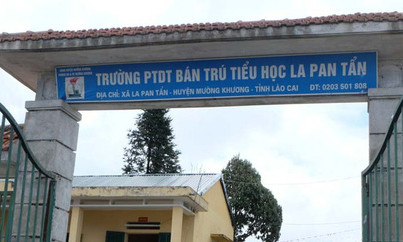 TRƯỜNG PTDT BÁN TRÚ TIỂU HỌC LA PAN TẨN
ĐỊA CHỈ: XÃ LA PAN TẨN - HUYỆN MƯỜNG KHƯƠNG - TỈNH LÀO CAI ĐT: 0203 501 808